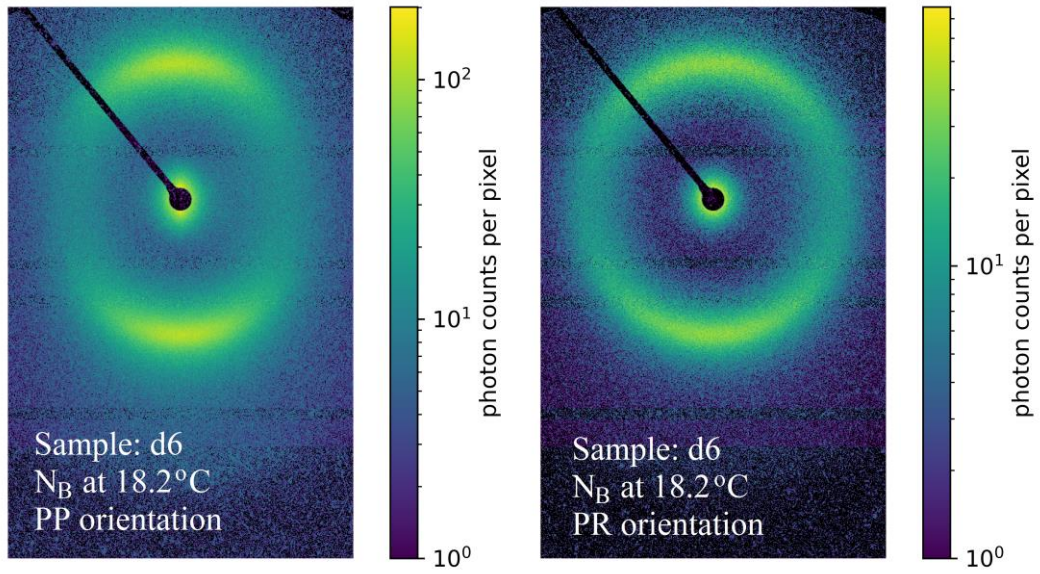 10²
10¹
10⁰
photon counts per pixel
Sample: d6
N_B at 18.2°C
PP orientation
10¹
10⁰
photon counts per pixel
Sample: d6
N_B at 18.2°C
PR orientation